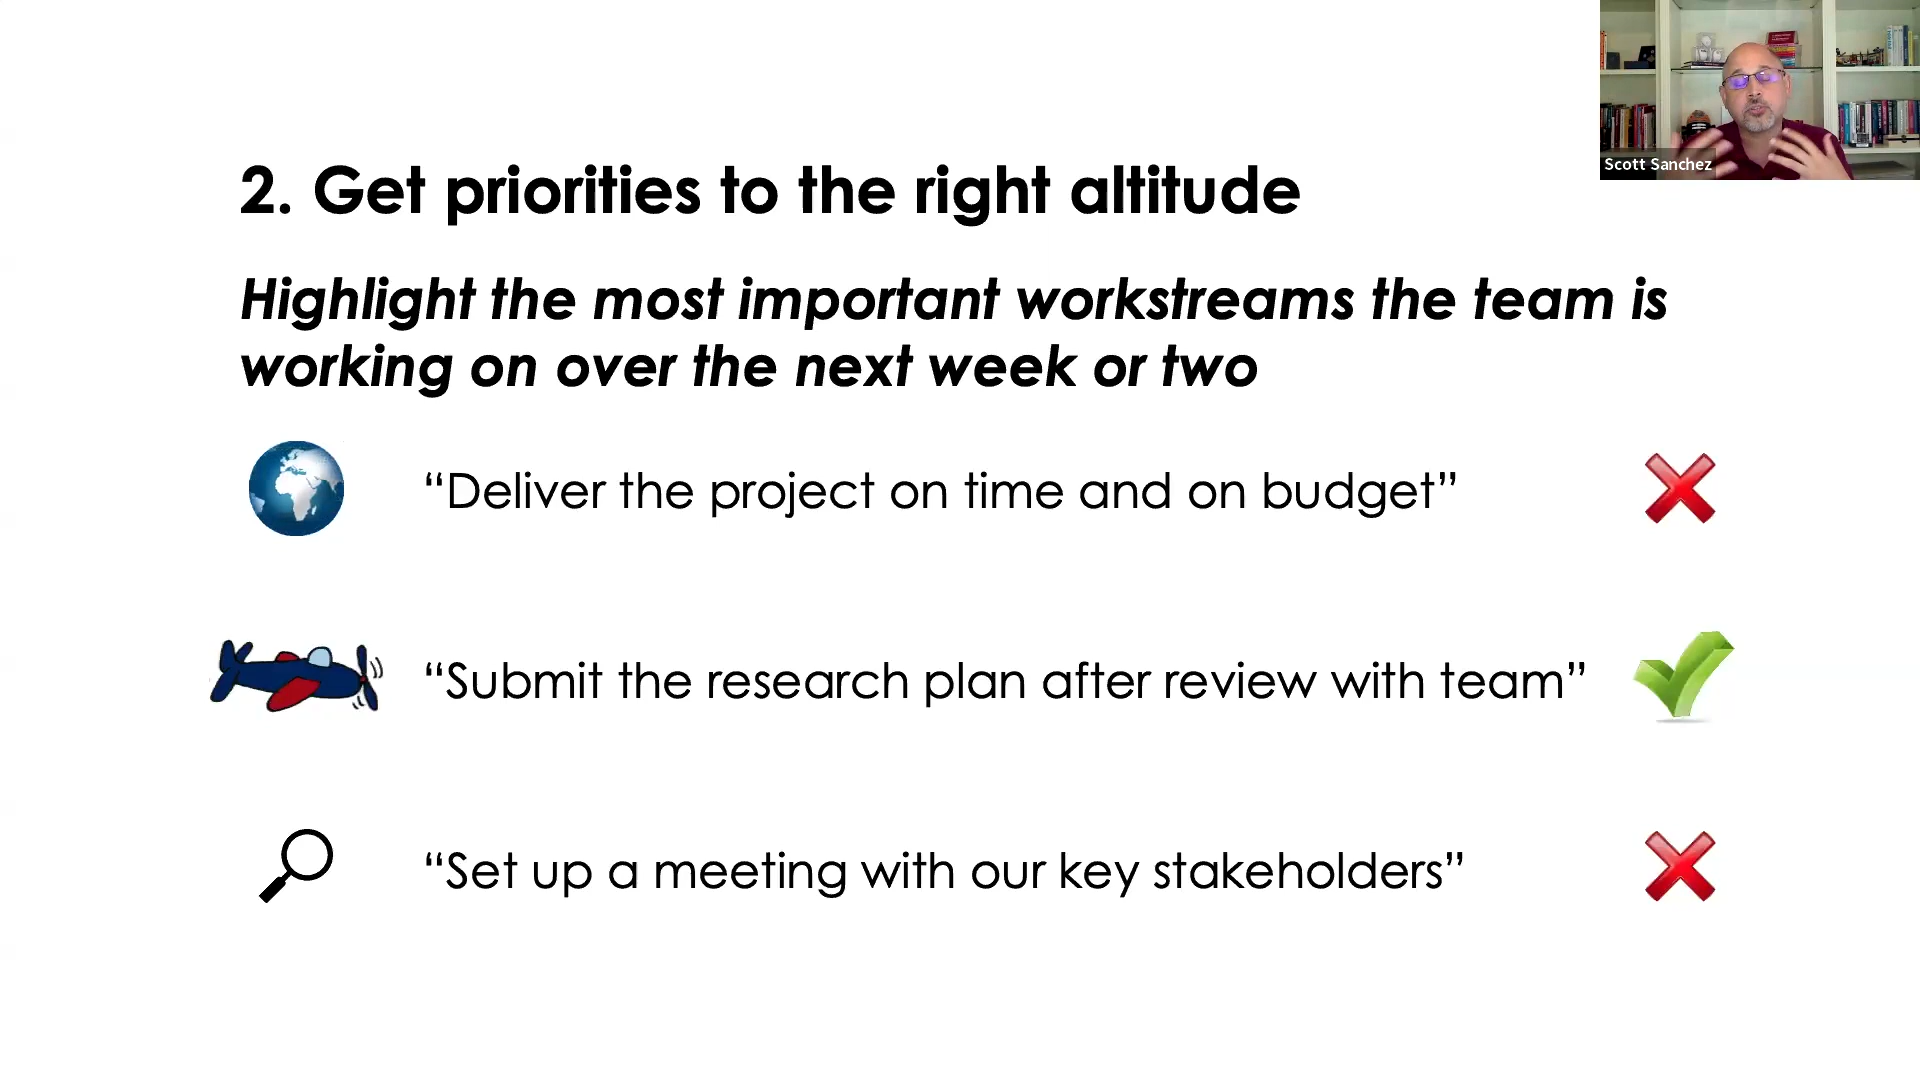 Scott Sanchez
2. Get priorities to the right altitude
Highlight the most important workstreams the team is
working on over the next week or two
“Deliver the project on time and on budget”
“Submit the research plan after review with team”
“Set up a meeting with our key stakeholders”